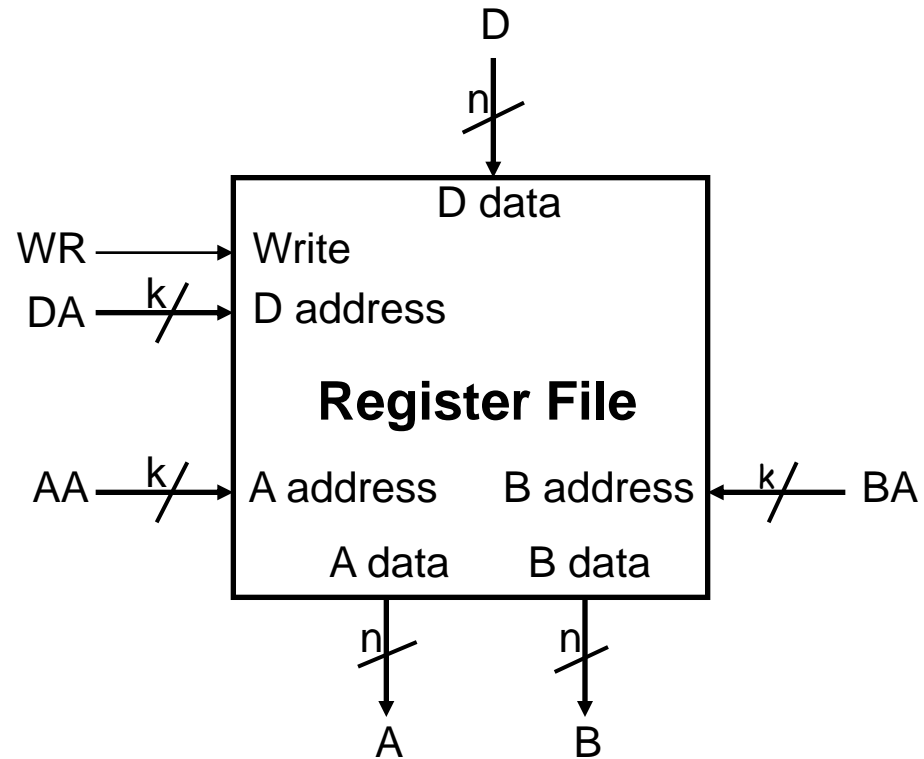 D
n
D data
WR Write
k
DA D address
Register File
k k
AA A address B address BA
A data B data
n n
A B